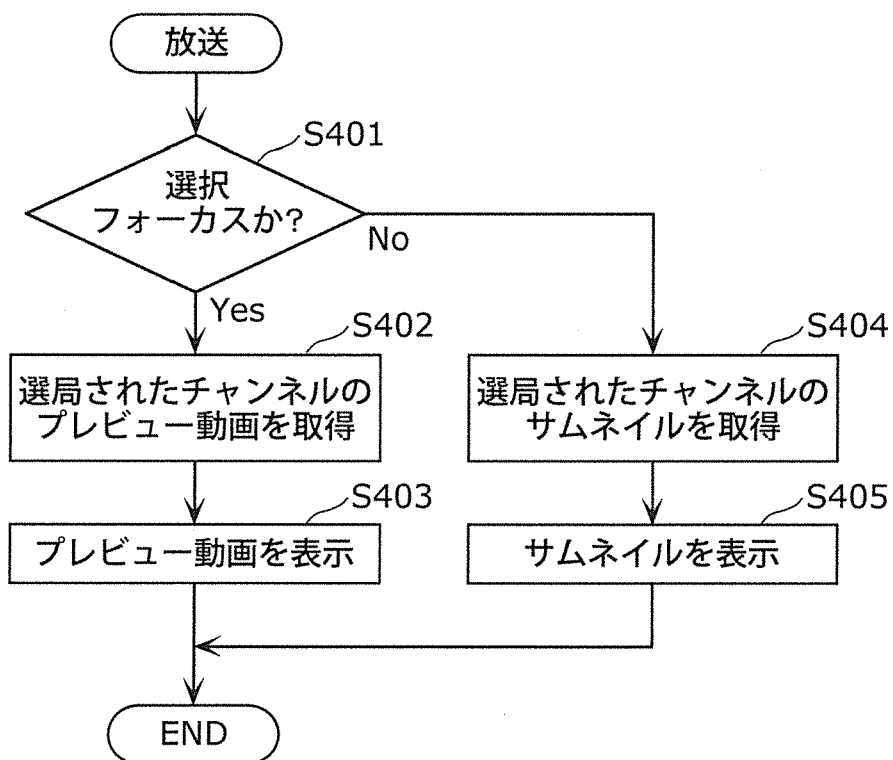 放送
S401
選択
フォーカスか?
No
Yes
S402
選局されたチャンネルの
プレビュー動画を取得
S404
選局されたチャンネルの
サムネイルを取得
S403
プレビュー動画を表示
S405
サムネイルを表示
END